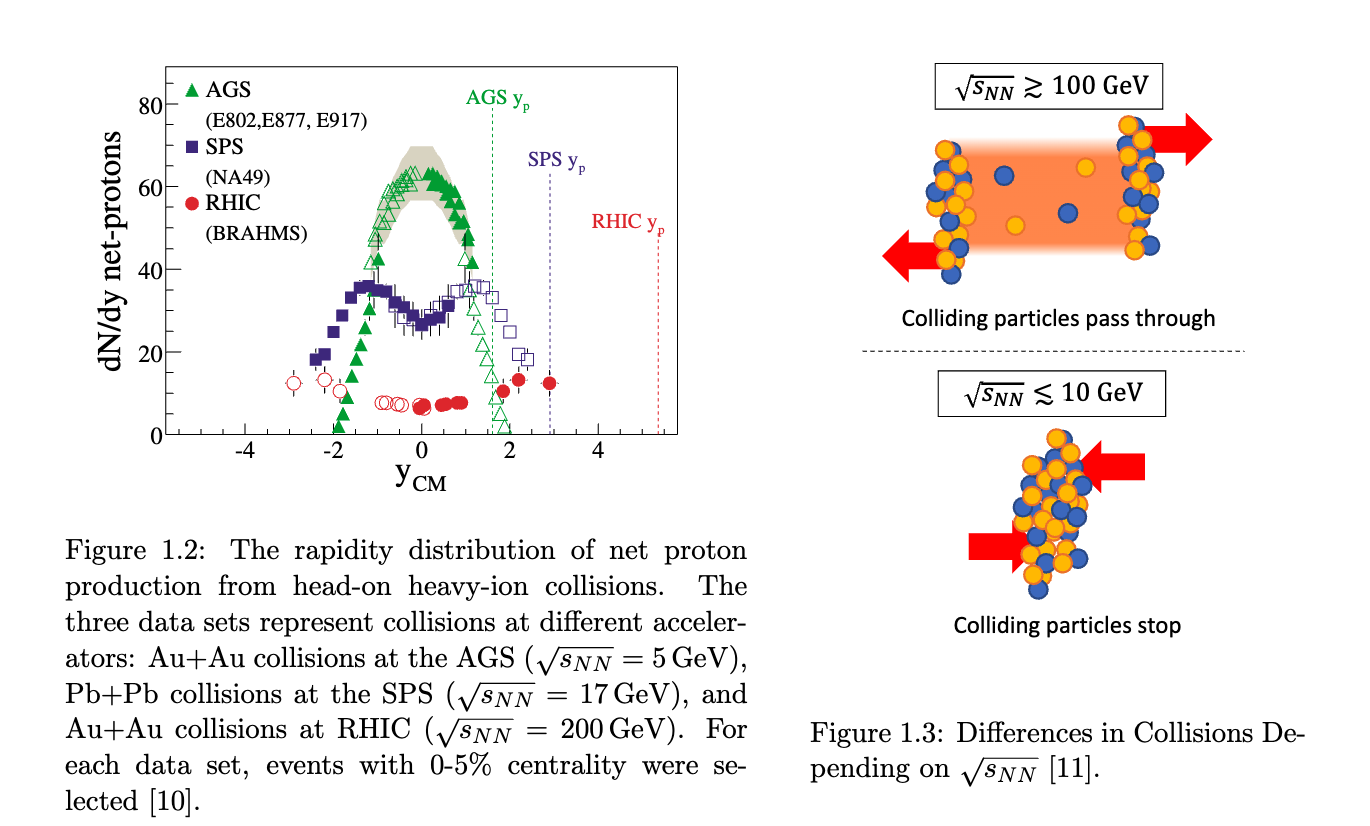 AGS
(E802,E877, E917)
SPS
(NA49)
RHIC
(BRAHMS)
AGS yₚ
SPS yₚ
RHIC yₚ
dN/dy net-protons
80
60
40
20
0
-4
-2
0
2
4
y_CM
Figure 1.2: The rapidity distribution of net proton
production from head-on heavy-ion collisions. The
three data sets represent collisions at different acceler-
ators: Au+Au collisions at the AGS (√s_NN = 5 GeV),
Pb+Pb collisions at the SPS (√s_NN = 17 GeV), and
Au+Au collisions at RHIC (√s_NN = 200 GeV). For
each data set, events with 0-5% centrality were se-
lected [10].
√s_NN ≳ 100 GeV
Colliding particles pass through
√s_NN ≲ 10 GeV
Colliding particles stop
Figure 1.3: Differences in Collisions De-
pending on √s_NN [11].